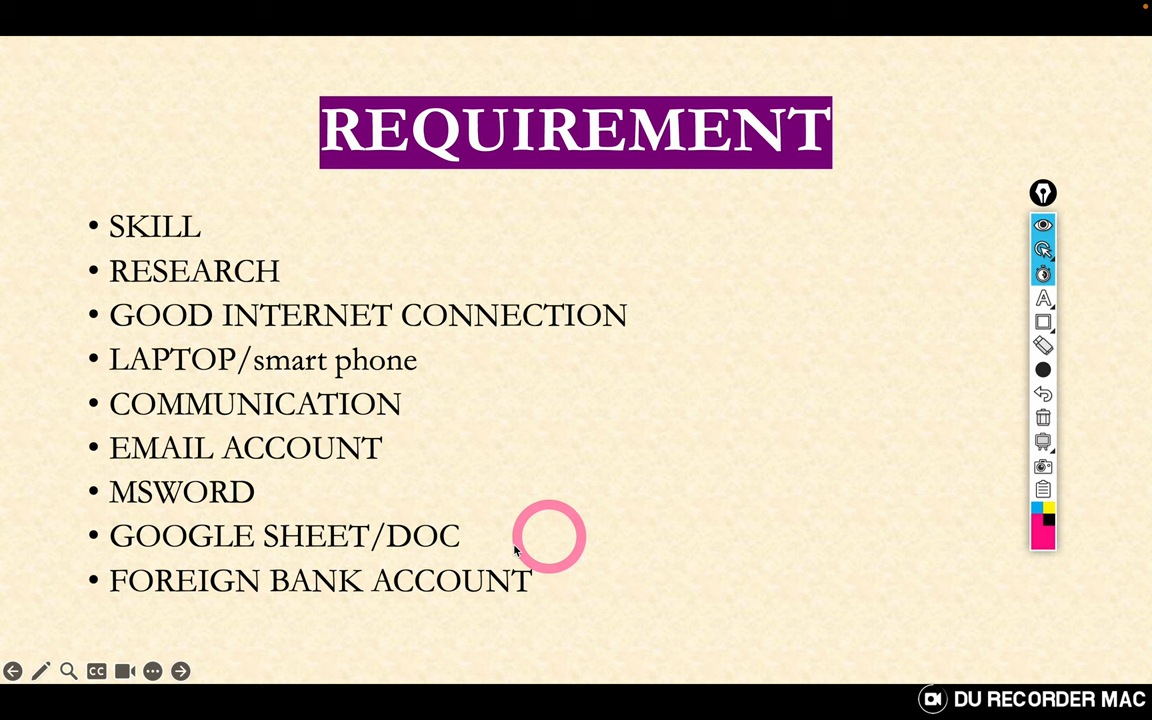 REQUIREMENT
• SKILL
• RESEARCH
• GOOD INTERNET CONNECTION
• LAPTOP/smart phone
• COMMUNICATION
• EMAIL ACCOUNT
• MSWORD
• GOOGLE SHEET/DOC
• FOREIGN BANK ACCOUNT
A
CC
DU RECORDER MAC